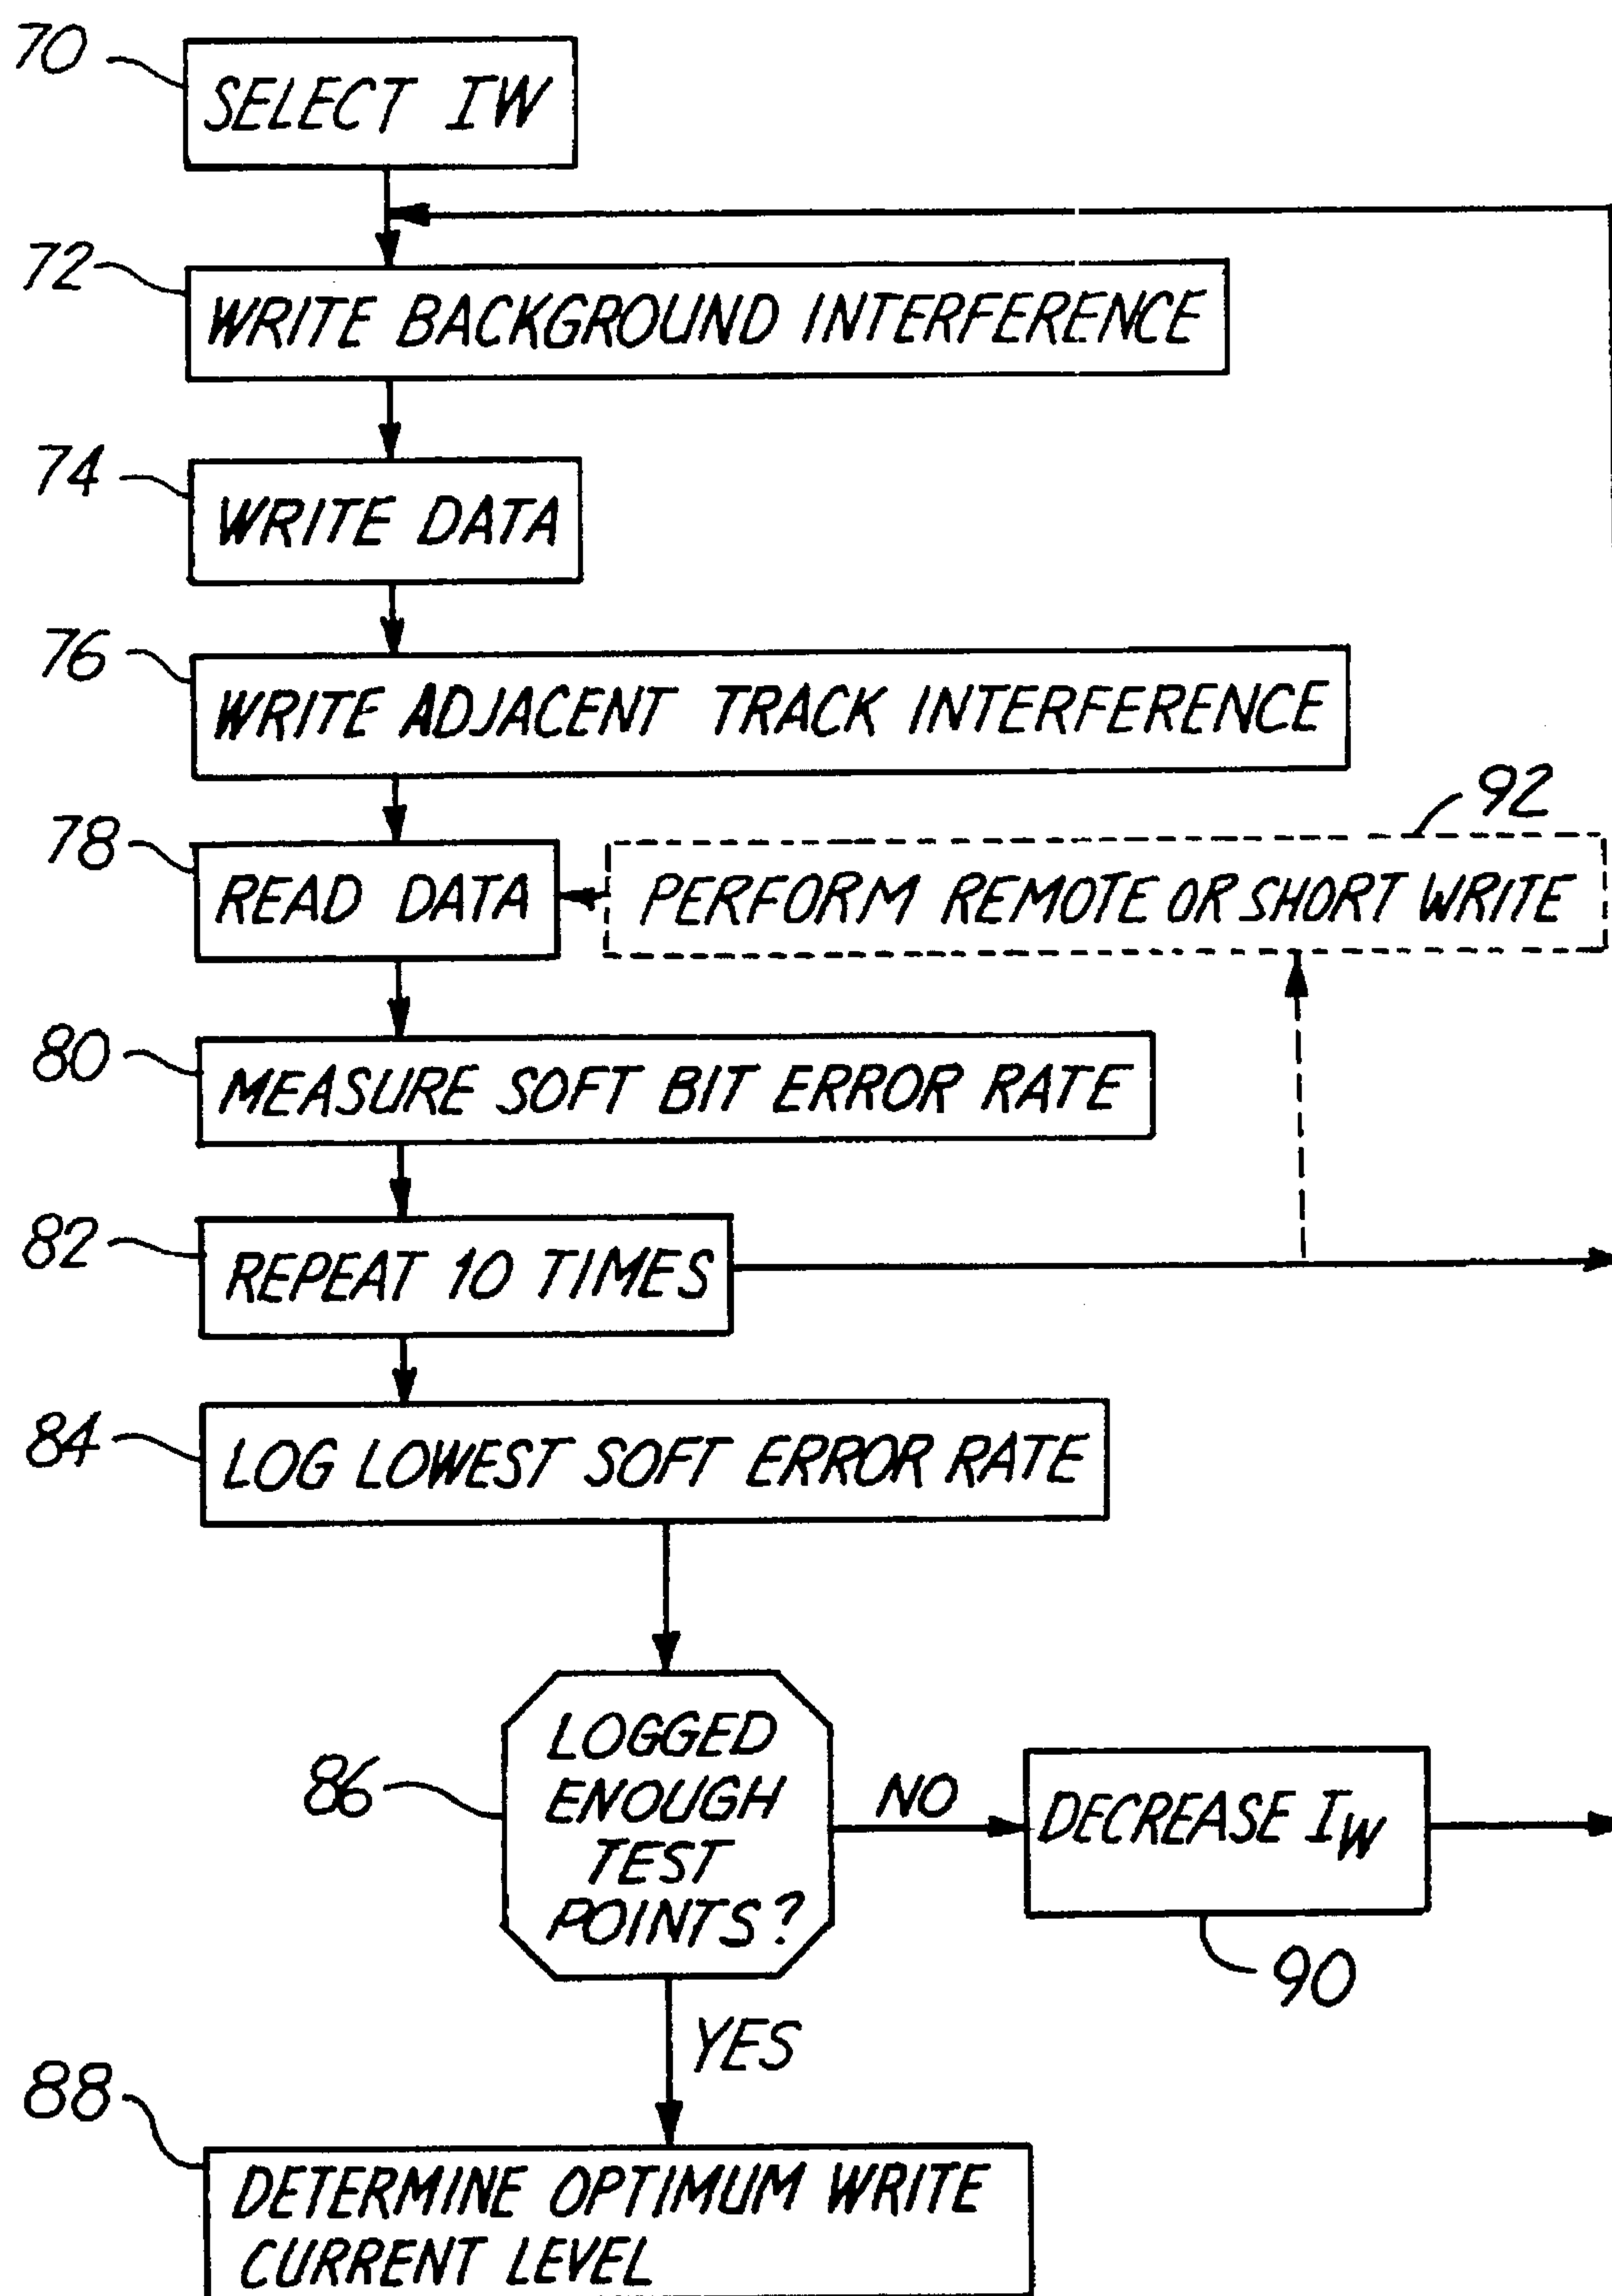 70
SELECT IW
72
WRITE BACKGROUND INTERFERENCE
74
WRITE DATA
76
WRITE ADJACENT TRACK INTERFERENCE
92
78
READ DATA
PERFORM REMOTE OR SHORT WRITE
80
MEASURE SOFT BIT ERROR RATE
82
REPEAT 10 TIMES
84
LOG LOWEST SOFT ERROR RATE
86
LOGGED
ENOUGH
TEST
POINTS?
NO
DECREASE IW
90
YES
88
DETERMINE OPTIMUM WRITE
CURRENT LEVEL